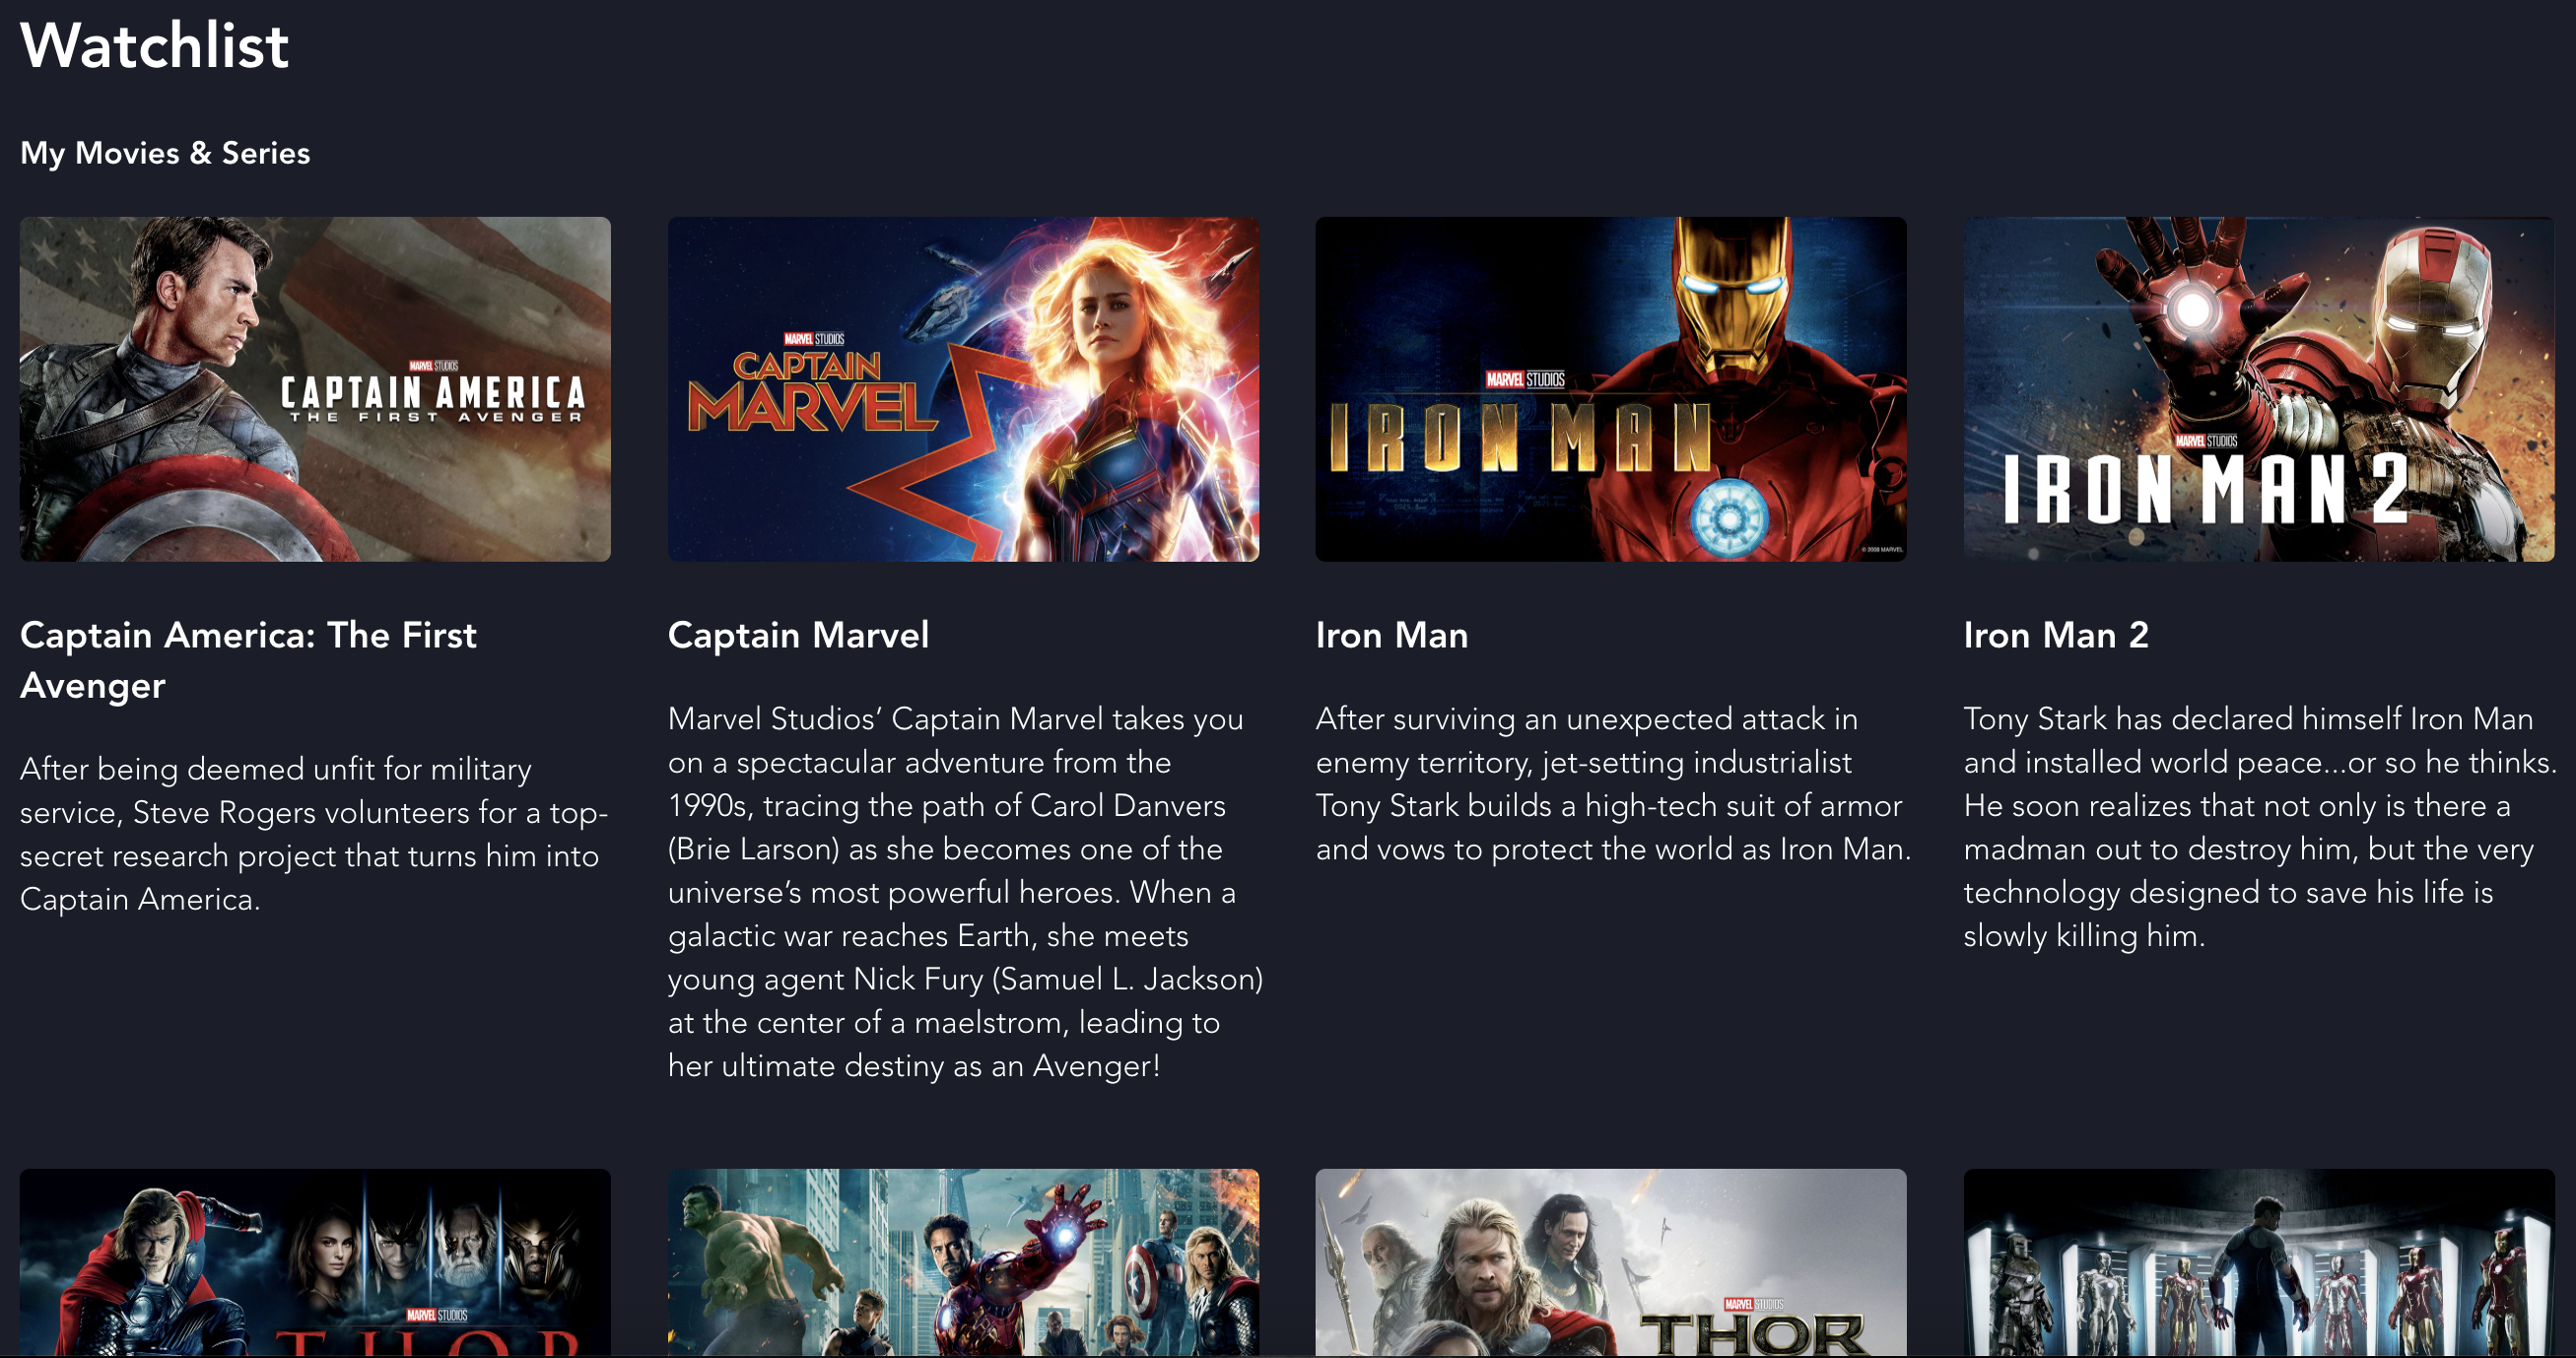 Watchlist
My Movies & Series
MARVEL STUDIOS
CAPTAIN AMERICA
THE FIRST AVENGER
MARVEL STUDIOS
CAPTAIN
MARVEL
MARVEL STUDIOS
IRON MAN
© 2008 MARVEL
MARVEL STUDIOS
IRON MAN 2
Captain America: The First
Avenger
After being deemed unfit for military
service, Steve Rogers volunteers for a top-
secret research project that turns him into
Captain America.
Captain Marvel
Marvel Studios’ Captain Marvel takes you
on a spectacular adventure from the
1990s, tracing the path of Carol Danvers
(Brie Larson) as she becomes one of the
universe’s most powerful heroes. When a
galactic war reaches Earth, she meets
young agent Nick Fury (Samuel L. Jackson)
at the center of a maelstrom, leading to
her ultimate destiny as an Avenger!
Iron Man
After surviving an unexpected attack in
enemy territory, jet-setting industrialist
Tony Stark builds a high-tech suit of armor
and vows to protect the world as Iron Man.
Iron Man 2
Tony Stark has declared himself Iron Man
and installed world peace...or so he thinks.
He soon realizes that not only is there a
madman out to destroy him, but the very
technology designed to save his life is
slowly killing him.
MARVEL STUDIOS
THOR
MARVEL STUDIOS
THOR